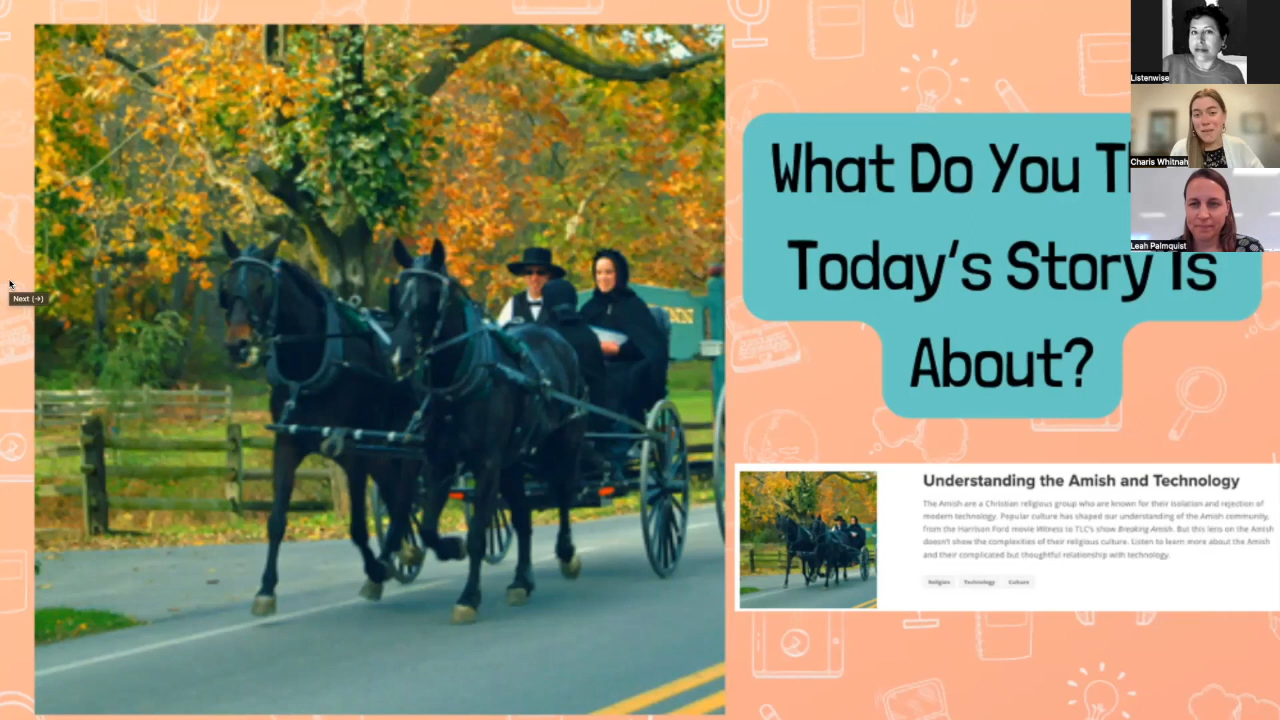 What Do You Th
Today's Story Is
About?
Understanding the Amish and Technology
The Amish are a Christian religious group who are known for their isolation and rejection of
modern technology. Popular culture has shaped our understanding of the Amish community,
from the Harrison Ford movie Witness to TLC's show Breaking Amish. But this lens on the Amish
doesn't show the complexities of their religious culture. Listen to learn more about the Amish
and their complicated but thoughtful relationship with technology.
Religion Technology Culture
Listenwise
Charis Whitnah
Leah Palmquist
Next (→)